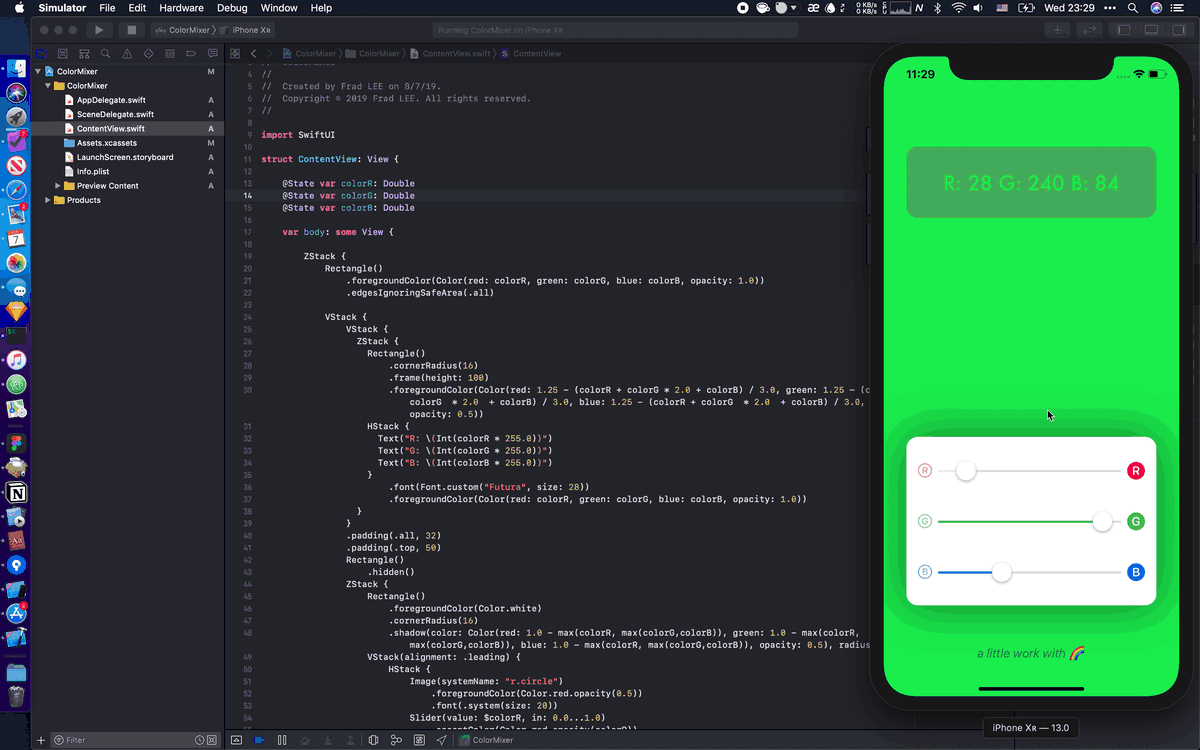 Simulator File Edit Hardware Debug Window Help
0 KB/s
0 KB/s
Wed 23:29
ColorMixer
iPhone XR
Running ColorMixer on iPhone Xs
ColorMixer
ColorMixer
ContentView.swift
S ContentView
ColorMixer M
ColorMixer
AppDelegate.swift A
SceneDelegate.swift A
ContentView.swift A
Assets.xcassets M
LaunchScreen.storyboard A
Info.plist A
Preview Content A
Products
4 //
5 // Created by Frad LEE on 8/7/19.
6 // Copyright © 2019 Frad LEE. All rights reserved.
7 //
8
9 import SwiftUI
10
11 struct ContentView: View {
12
13 @State var colorR: Double
14 @State var colorG: Double
15 @State var colorB: Double
16
17 var body: some View {
18
19 ZStack {
20 Rectangle()
21 .foregroundColor(Color(red: colorR, green: colorG, blue: colorB, opacity: 1.0))
22 .edgesIgnoringSafeArea(.all)
23
24 VStack {
25 VStack {
26 ZStack {
27 Rectangle()
28 .cornerRadius(16)
29 .frame(height: 100)
30 .foregroundColor(Color(red: 1.25 - (colorR + colorG * 2.0 + colorB) / 3.0, green: 1.25 - (c
colorG * 2.0 + colorB) / 3.0, blue: 1.25 - (colorR + colorG * 2.0 + colorB) / 3.0,
opacity: 0.5))
31 HStack {
32 Text("R: \(Int(colorR * 255.0))")
33 Text("G: \(Int(colorG * 255.0))")
34 Text("B: \(Int(colorB * 255.0))")
35 }
36 .font(Font.custom("Futura", size: 28))
37 .foregroundColor(Color(red: colorR, green: colorG, blue: colorB, opacity: 1.0))
38 }
39 }
40 .padding(.all, 32)
41 .padding(.top, 50)
42 Rectangle()
43 .hidden()
44 ZStack {
45 Rectangle()
46 .foregroundColor(Color.white)
47 .cornerRadius(16)
48 .shadow(color: Color(red: 1.0 - max(colorR, max(colorG,colorB)), green: 1.0 - max(colorR,
max(colorG,colorB)), blue: 1.0 - max(colorR, max(colorG,colorB)), opacity: 0.5), radius
49 VStack(alignment: .leading) {
50 HStack {
51 Image(systemName: "r.circle")
52 .foregroundColor(Color.red.opacity(0.5))
53 .font(.system(size: 20))
54 Slider(value: $colorR, in: 0.0...1.0)
Filter
ColorMixer
11:29
R: 28 G: 240 B: 84
R R
G G
B B
a little work with 🌈
iPhone XR — 13.0